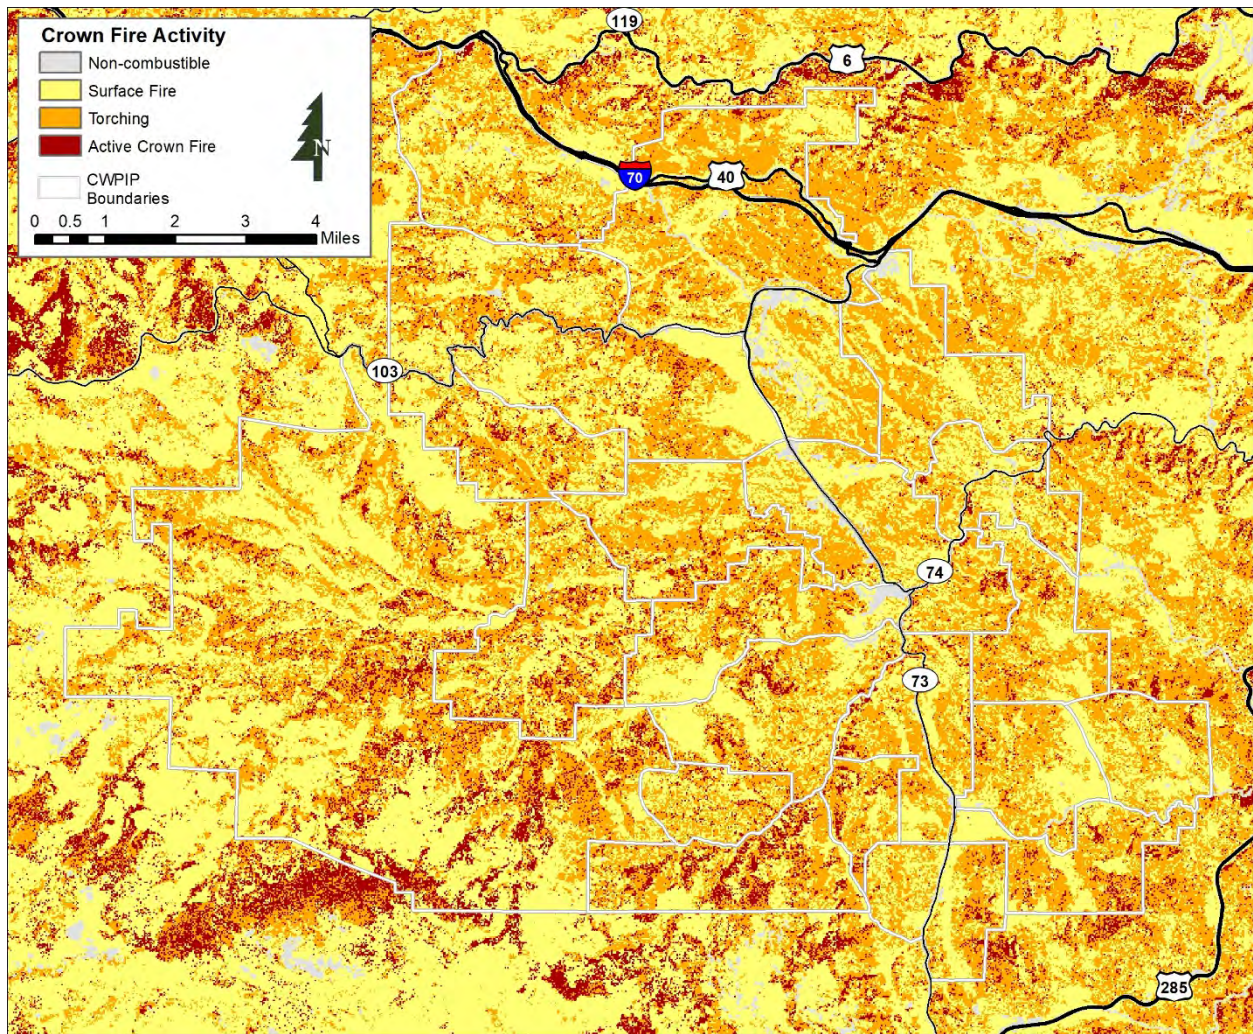 Crown Fire Activity
Non-combustible
Surface Fire
Torching
Active Crown Fire
CWPIP
Boundaries
N
0 0.5 1 2 3 4
Miles
119
6
70
40
103
74
73
285